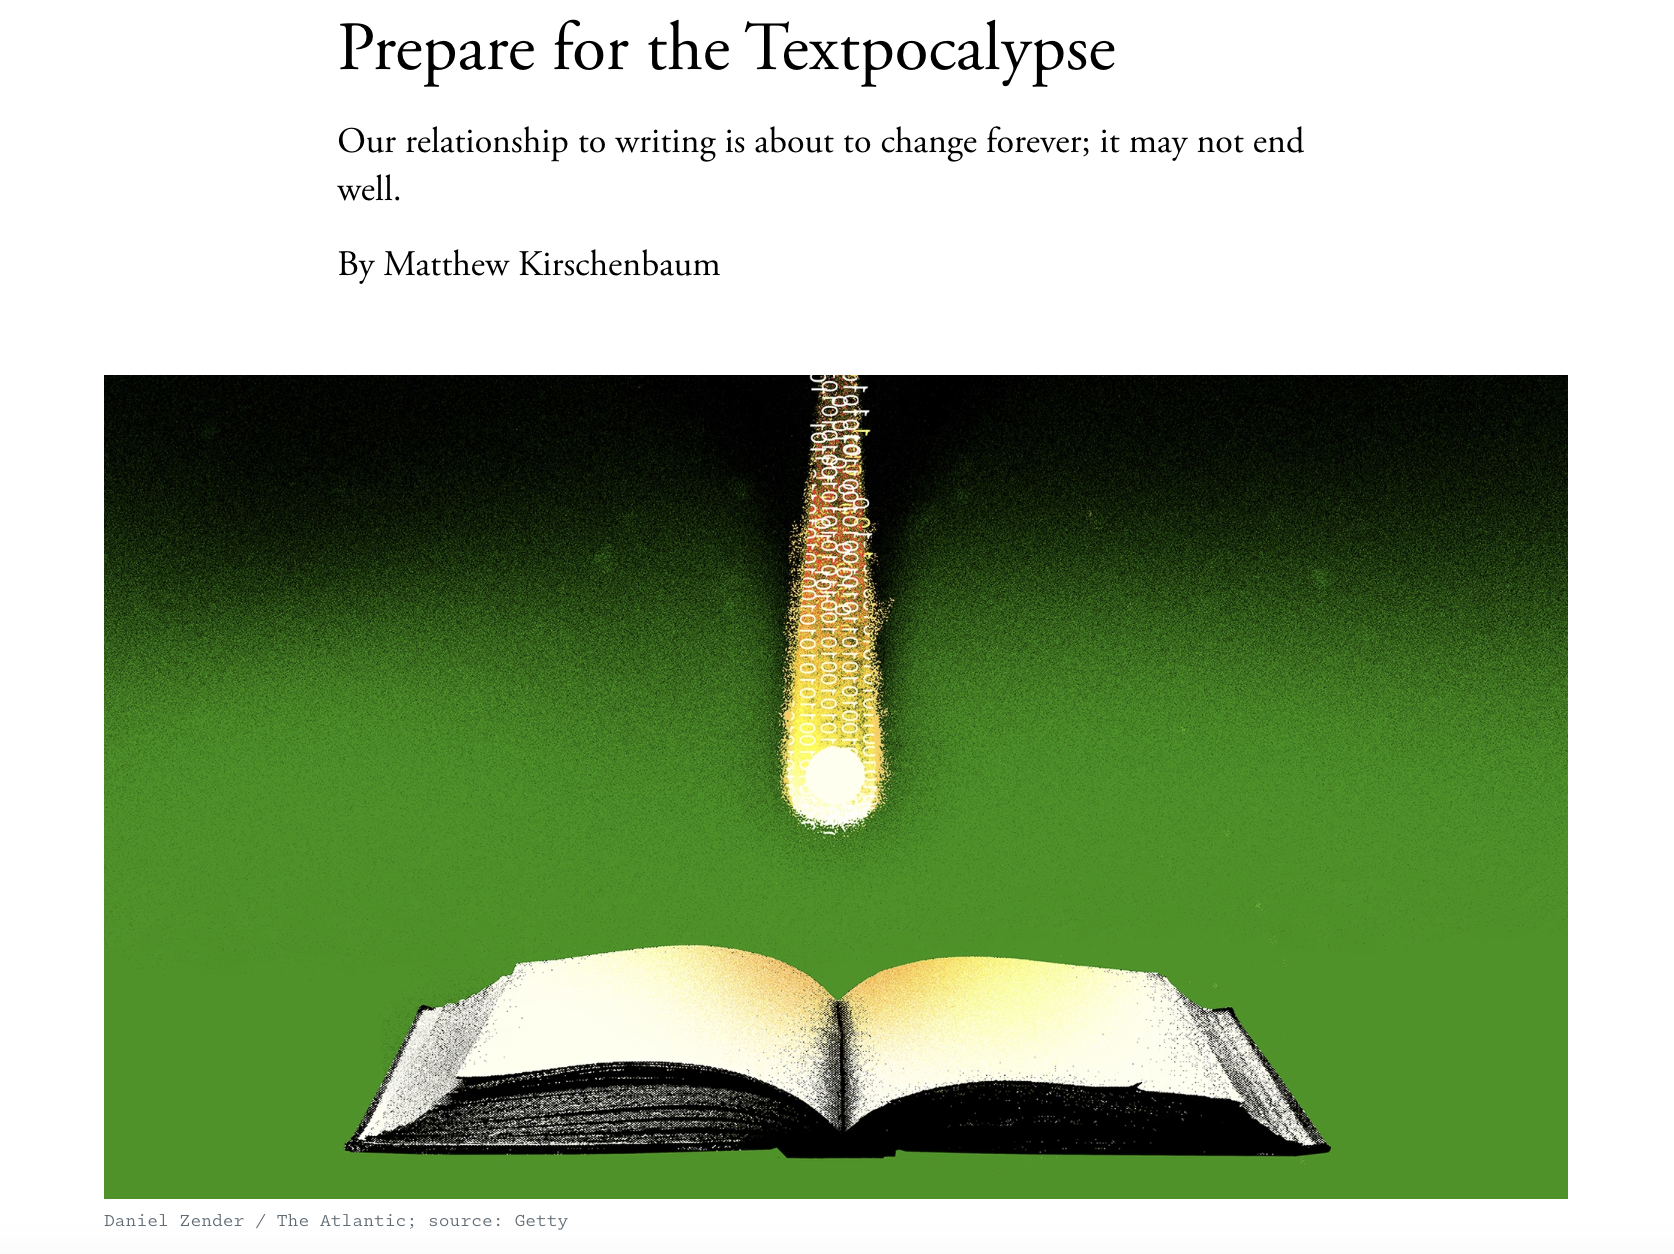 Prepare for the Textpocalypse
Our relationship to writing is about to change forever; it may not end
well.
By Matthew Kirschenbaum
Daniel Zender / The Atlantic; source: Getty